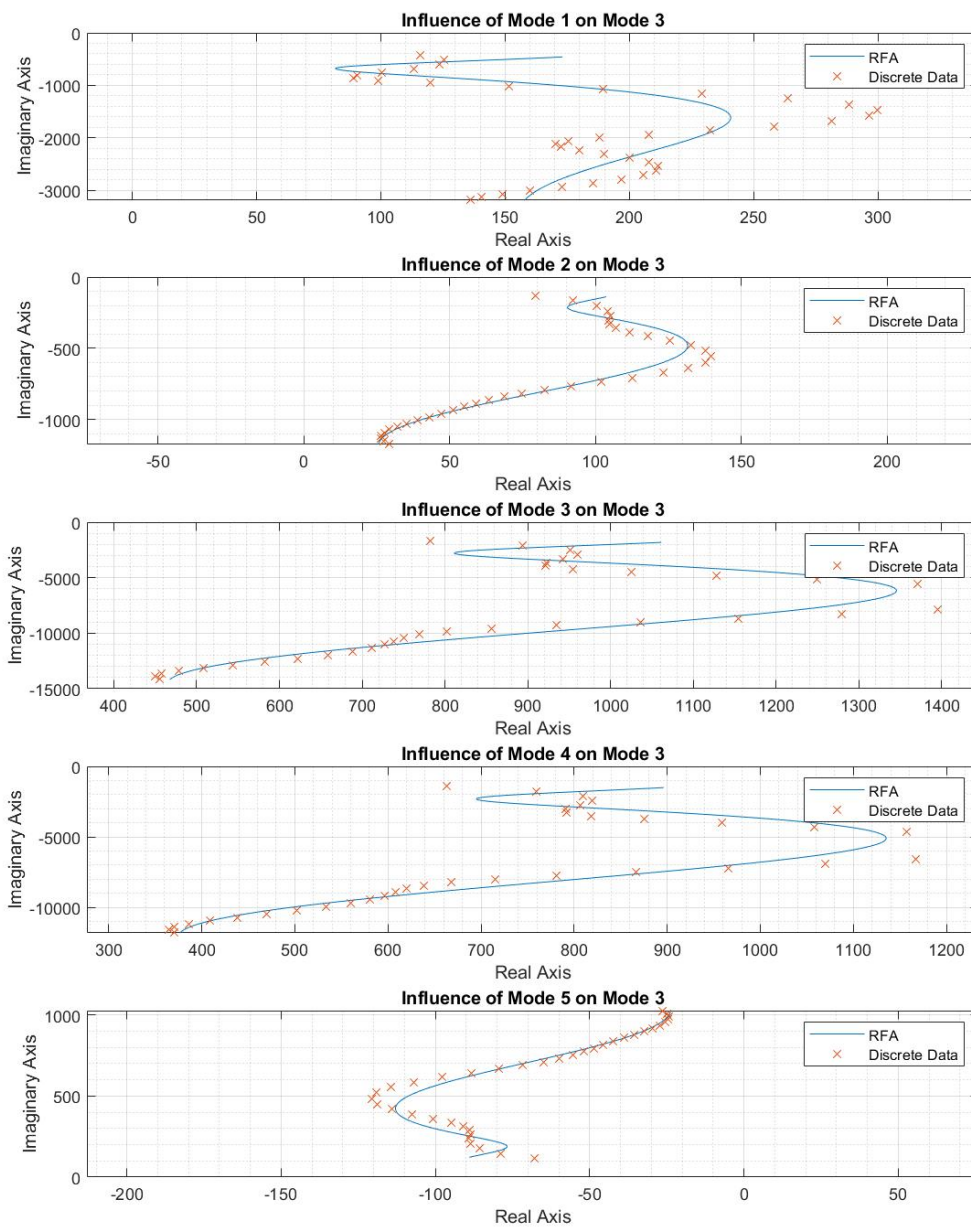 Influence of Mode 1 on Mode 3
0
-1000
-2000
-3000
Imaginary Axis
RFA
Discrete Data
0 50 100 150 200 250 300
Real Axis
Influence of Mode 2 on Mode 3
0
-500
-1000
Imaginary Axis
RFA
Discrete Data
-50 0 50 100 150 200
Real Axis
Influence of Mode 3 on Mode 3
0
-5000
-10000
-15000
Imaginary Axis
RFA
Discrete Data
400 500 600 700 800 900 1000 1100 1200 1300 1400
Real Axis
Influence of Mode 4 on Mode 3
0
-5000
-10000
Imaginary Axis
RFA
Discrete Data
300 400 500 600 700 800 900 1000 1100 1200
Real Axis
Influence of Mode 5 on Mode 3
1000
500
0
Imaginary Axis
RFA
Discrete Data
-200 -150 -100 -50 0 50
Real Axis